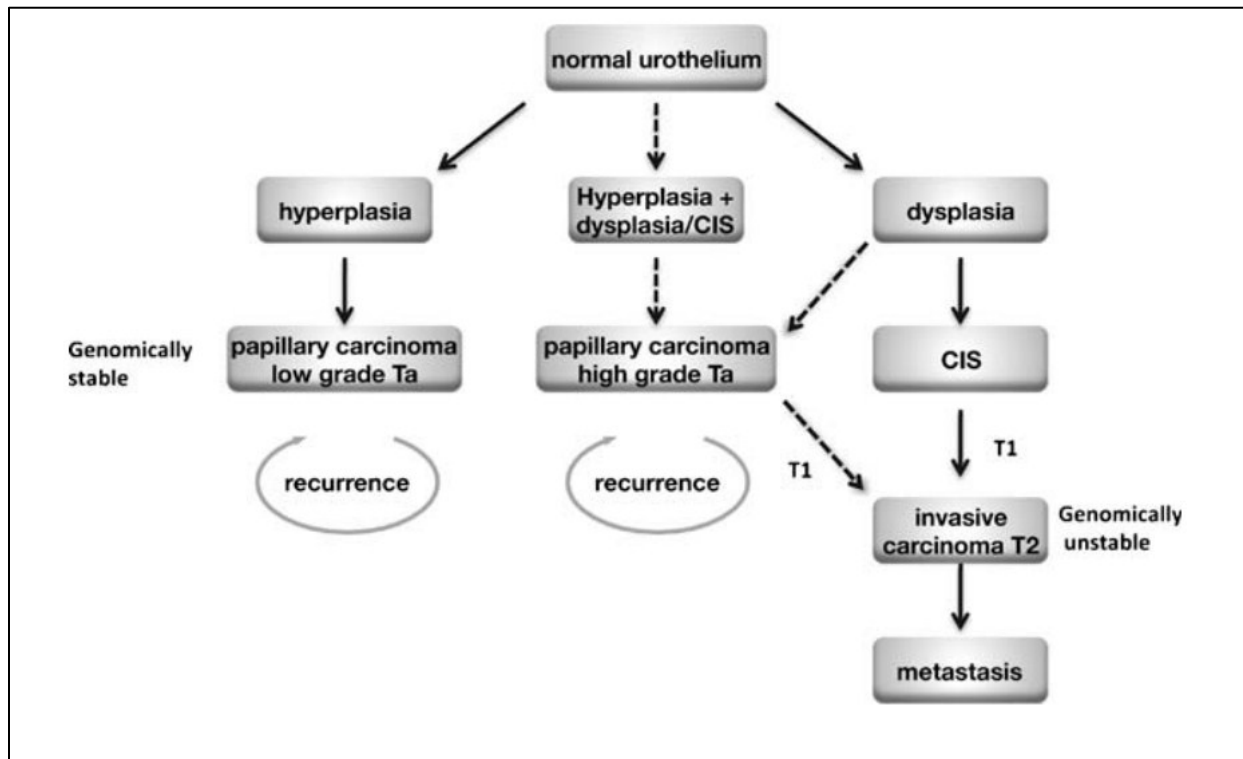 normal urothelium
hyperplasia
Hyperplasia +
dysplasia/CIS
dysplasia
Genomically
stable
papillary carcinoma
low grade Ta
papillary carcinoma
high grade Ta
CIS
recurrence
recurrence
T1
T1
invasive
carcinoma T2
Genomically
unstable
metastasis